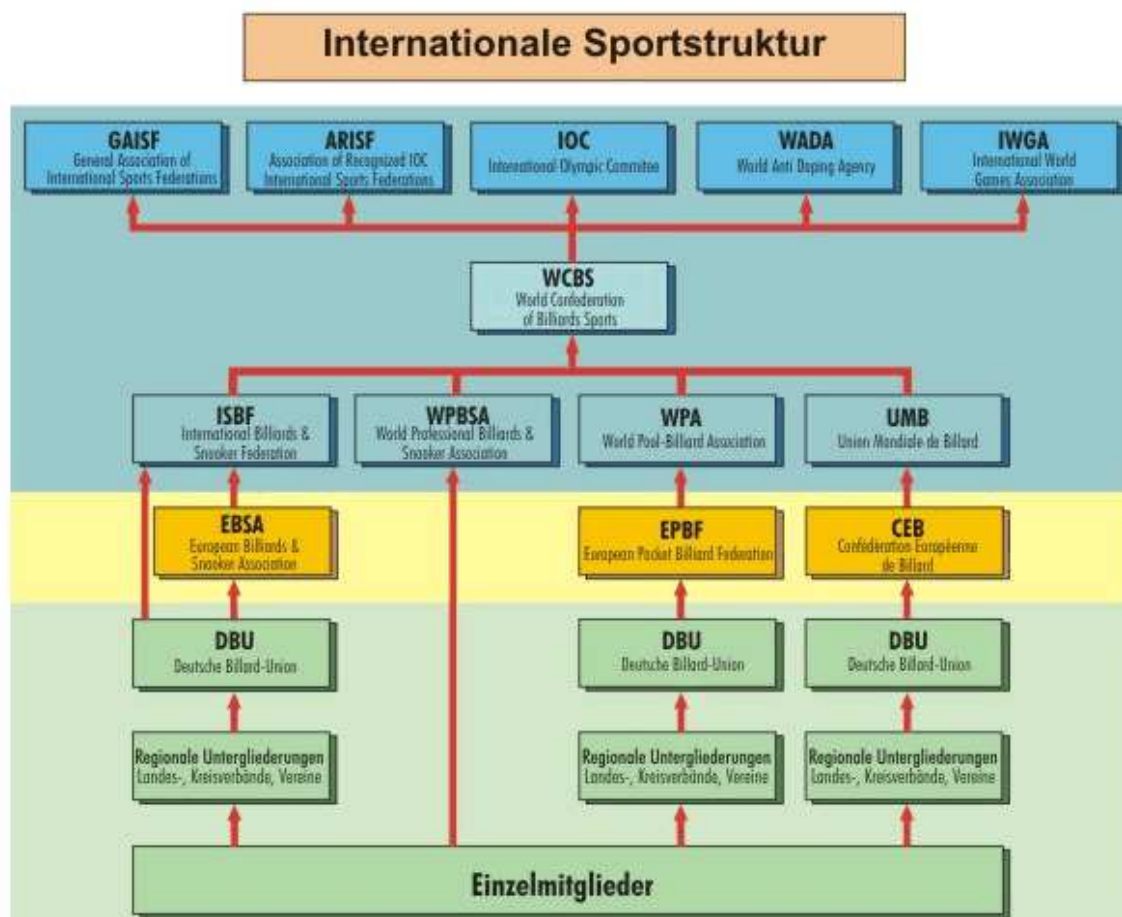 Internationale Sportstruktur
GAISF
General Association of
International Sports Federations
ARISF
Association of Recognized IOC
International Sports Federations
IOC
International Olympic Commitee
WADA
World Anti Doping Agency
IWGA
International World
Games Association
WCBS
World Confederation
of Billiards Sports
ISBF
International Billiards &
Snooker Federation
WPBSA
World Professional Billiards &
Snooker Association
WPA
World Pool-Billiard Association
UMB
Union Mondiale de Billard
EBSA
European Billiards &
Snooker Association
EPBF
European Pocket Billiard Federation
CEB
Confédération Européenne
de Billard
DBU
Deutsche Billard-Union
DBU
Deutsche Billard-Union
DBU
Deutsche Billard-Union
Regionale Untergliederungen
Landes-, Kreisverbände, Vereine
Regionale Untergliederungen
Landes-, Kreisverbände, Vereine
Regionale Untergliederungen
Landes-, Kreisverbände, Vereine
Einzelmitglieder